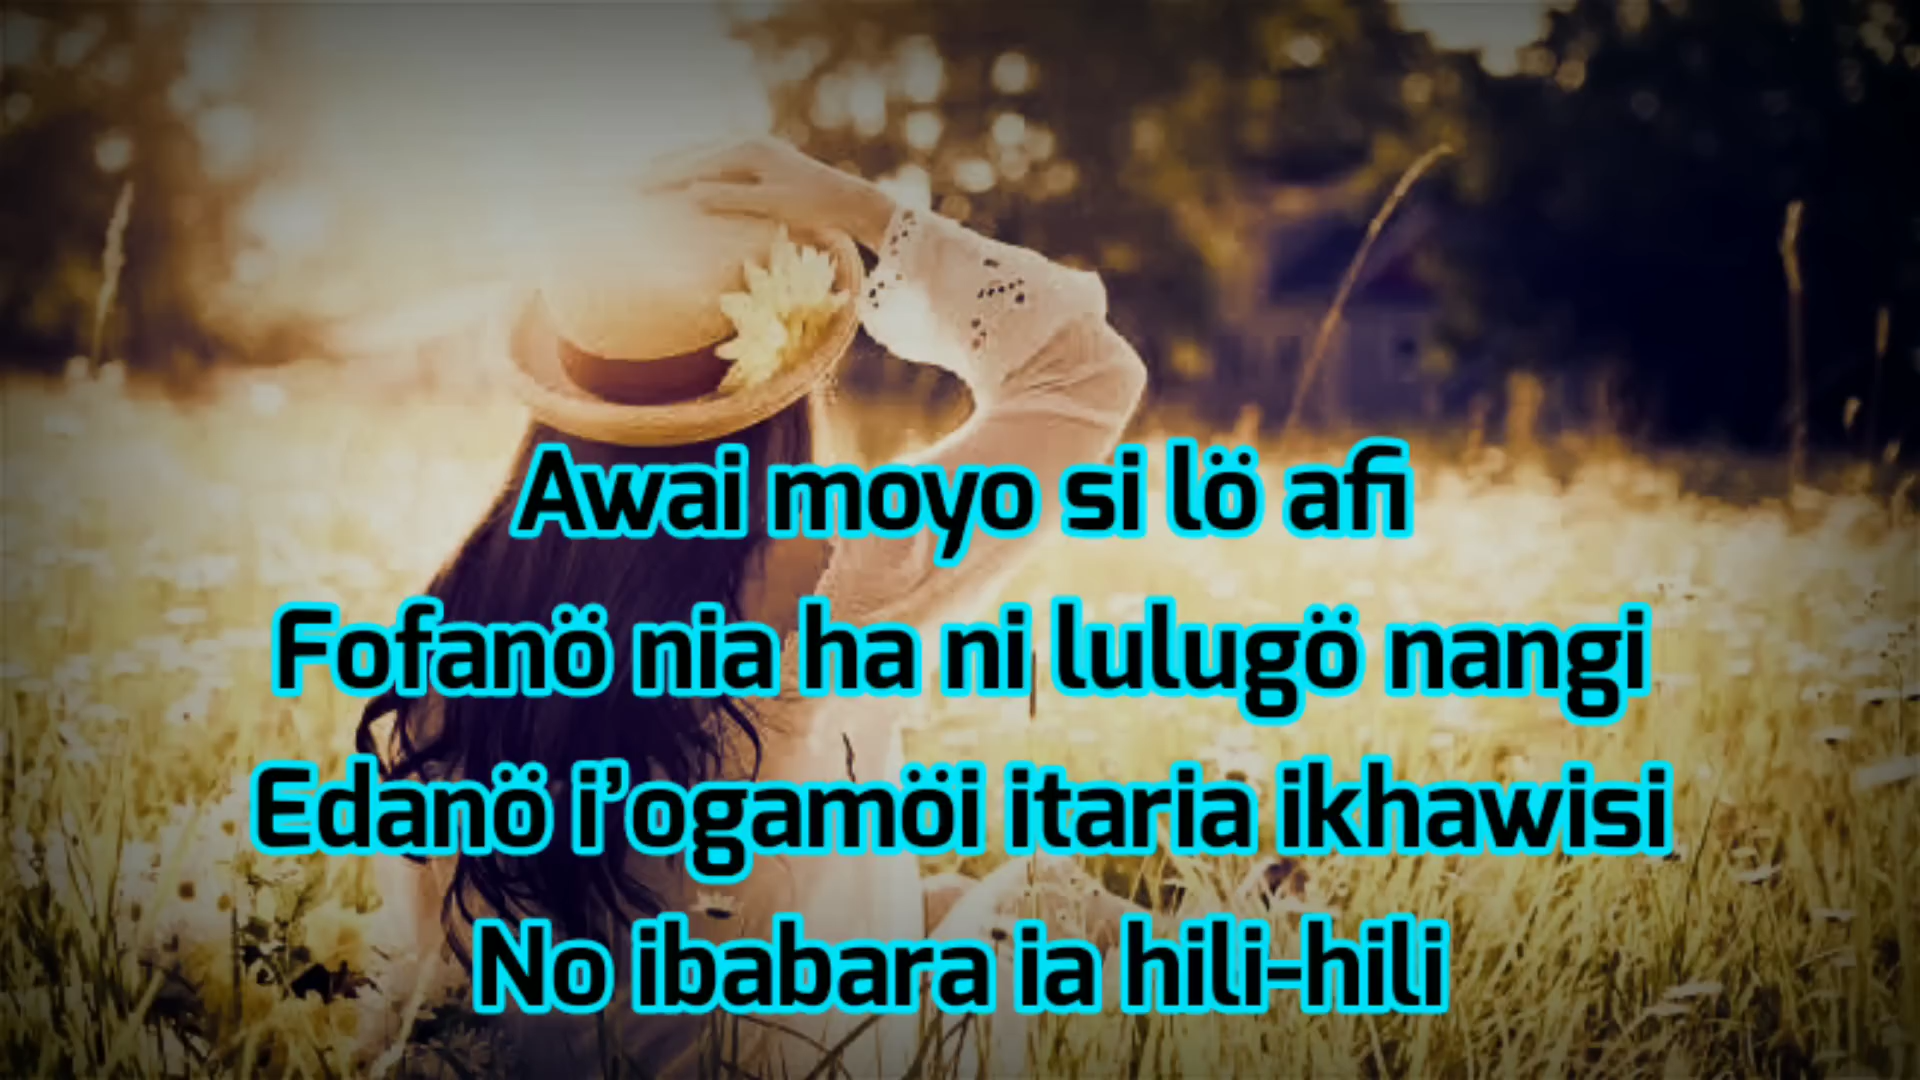 Awai moyo si lö afi
Fofanö nia ha ni lulugö nangi
Edanö i’ogamöi itaria ikhawisi
No ibabara ia hili-hili